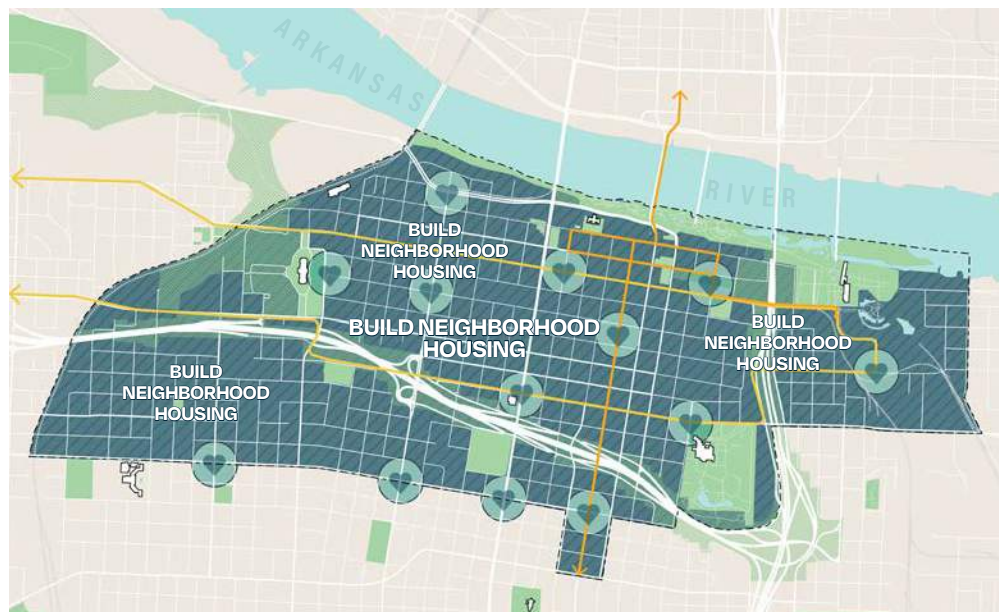 ARKANSAS
RIVER
BUILD
NEIGHBORHOOD
HOUSING
BUILD NEIGHBORHOOD
HOUSING
BUILD
NEIGHBORHOOD
HOUSING
BUILD
NEIGHBORHOOD
HOUSING